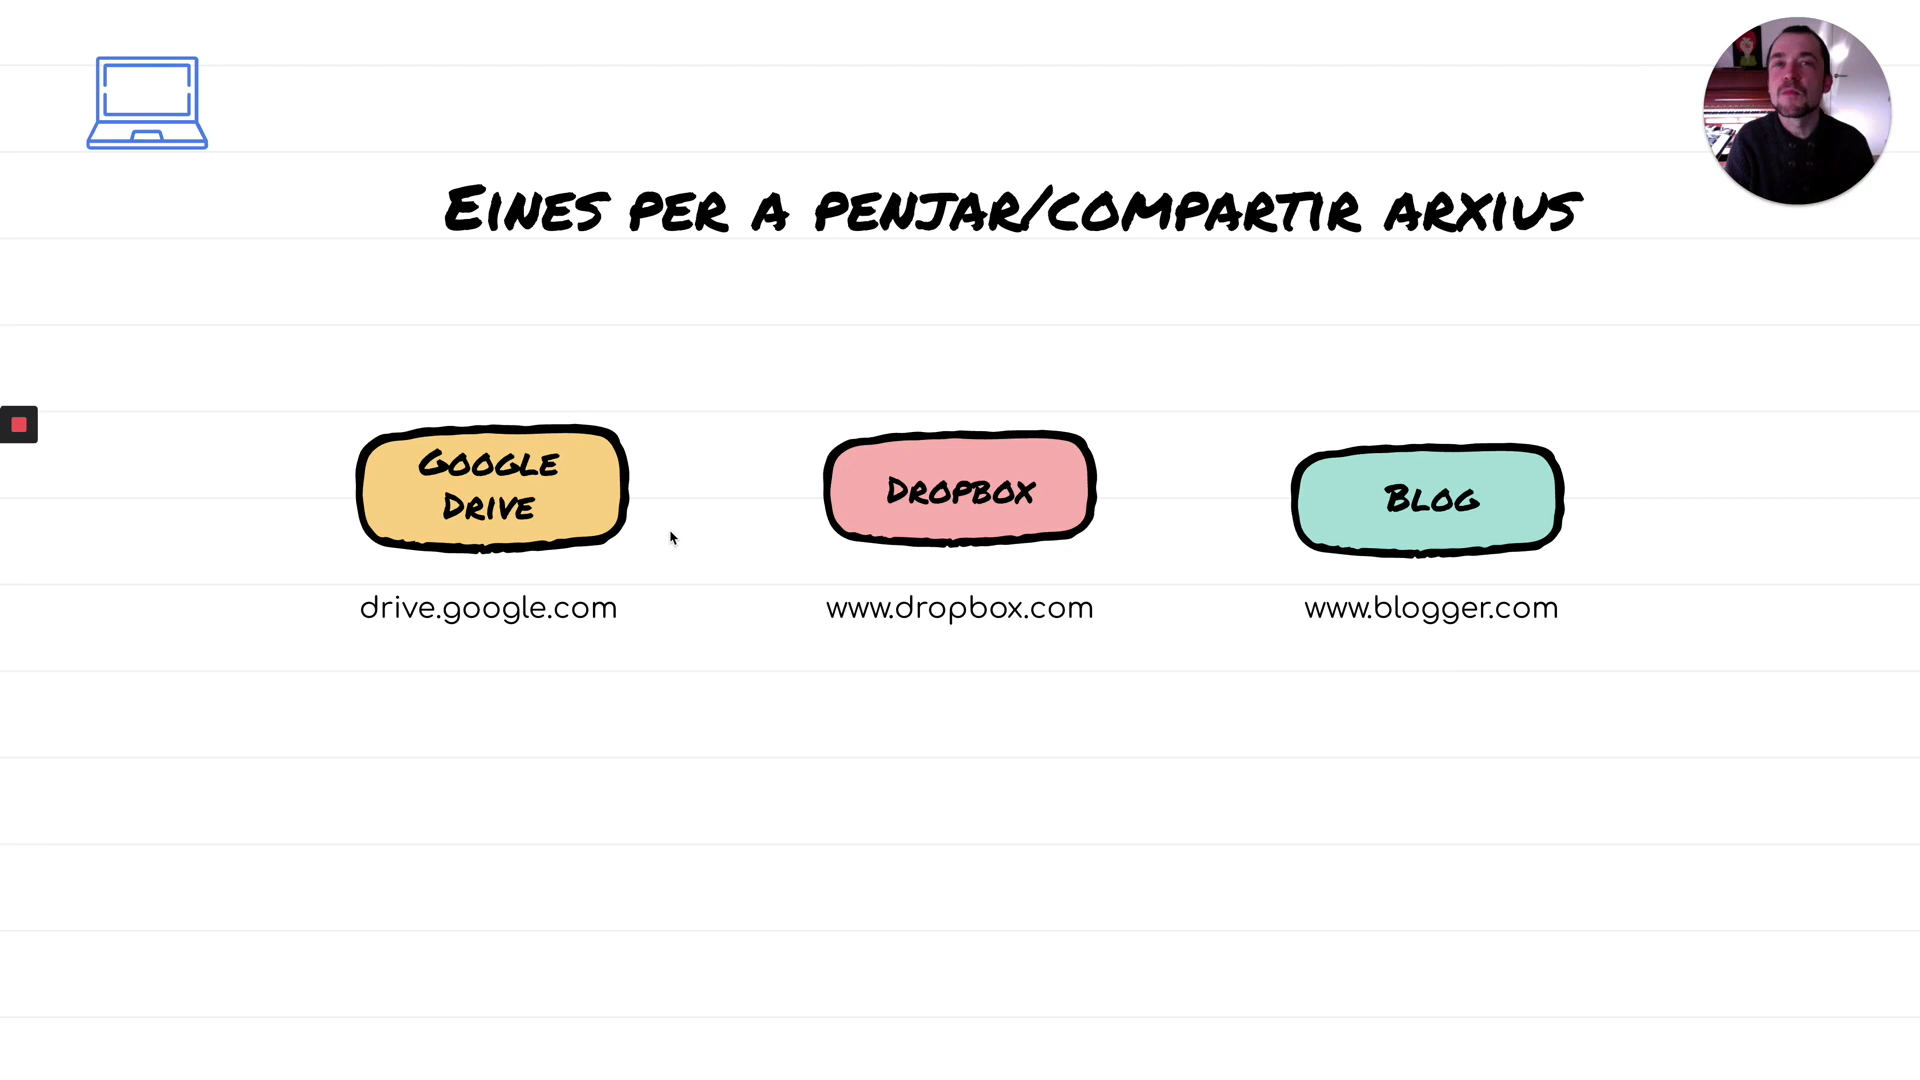 Eines per a penjar/compartir arxius
Google
Drive
Dropbox
Blog
drive.google.com
www.dropbox.com
www.blogger.com